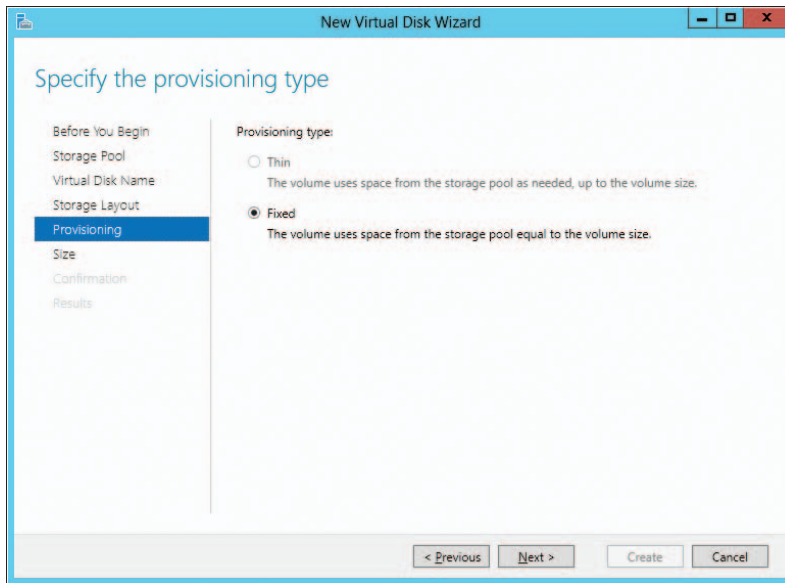 New Virtual Disk Wizard
Specify the provisioning type
Before You Begin
Storage Pool
Virtual Disk Name
Storage Layout
Provisioning
Size
Confirmation
Results
Provisioning type:
Thin
The volume uses space from the storage pool as needed, up to the volume size.
Fixed
The volume uses space from the storage pool equal to the volume size.
< Previous
Next >
Create
Cancel